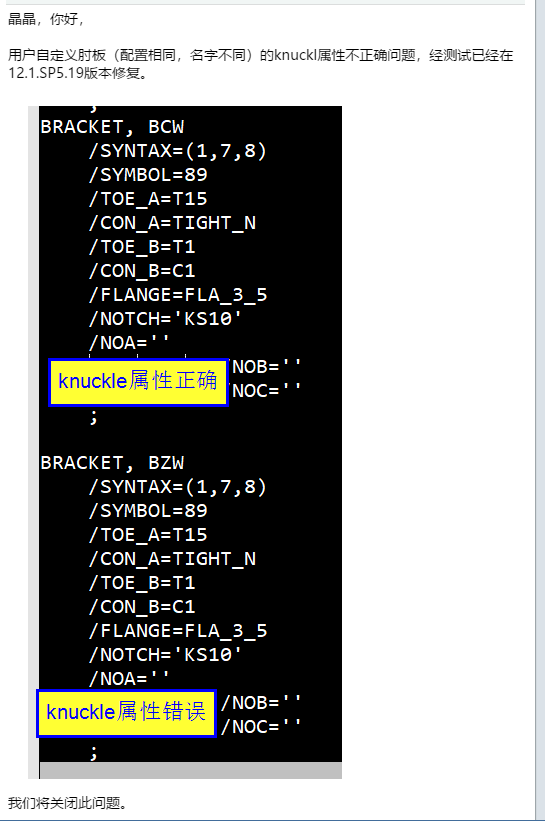 晶晶，你好，
用户自定义肘板（配置相同，名字不同）的knuckl属性不正确问题，经测试已经在
12.1.SP5.19版本修复。
;
BRACKET, BCW
/SYNTAX=(1,7,8)
/SYMBOL=89
/TOE_A=T15
/CON_A=TIGHT_N
/TOE_B=T1
/CON_B=C1
/FLANGE=FLA_3_5
/NOTCH='KS10'
/NOA=''
/NOB=''
knuckle属性正确
/NOC=''
;
BRACKET, BZW
/SYNTAX=(1,7,8)
/SYMBOL=89
/TOE_A=T15
/CON_A=TIGHT_N
/TOE_B=T1
/CON_B=C1
/FLANGE=FLA_3_5
/NOTCH='KS10'
/NOA=''
/NOB=''
knuckle属性错误
/NOC=''
;
我们将关闭此问题。